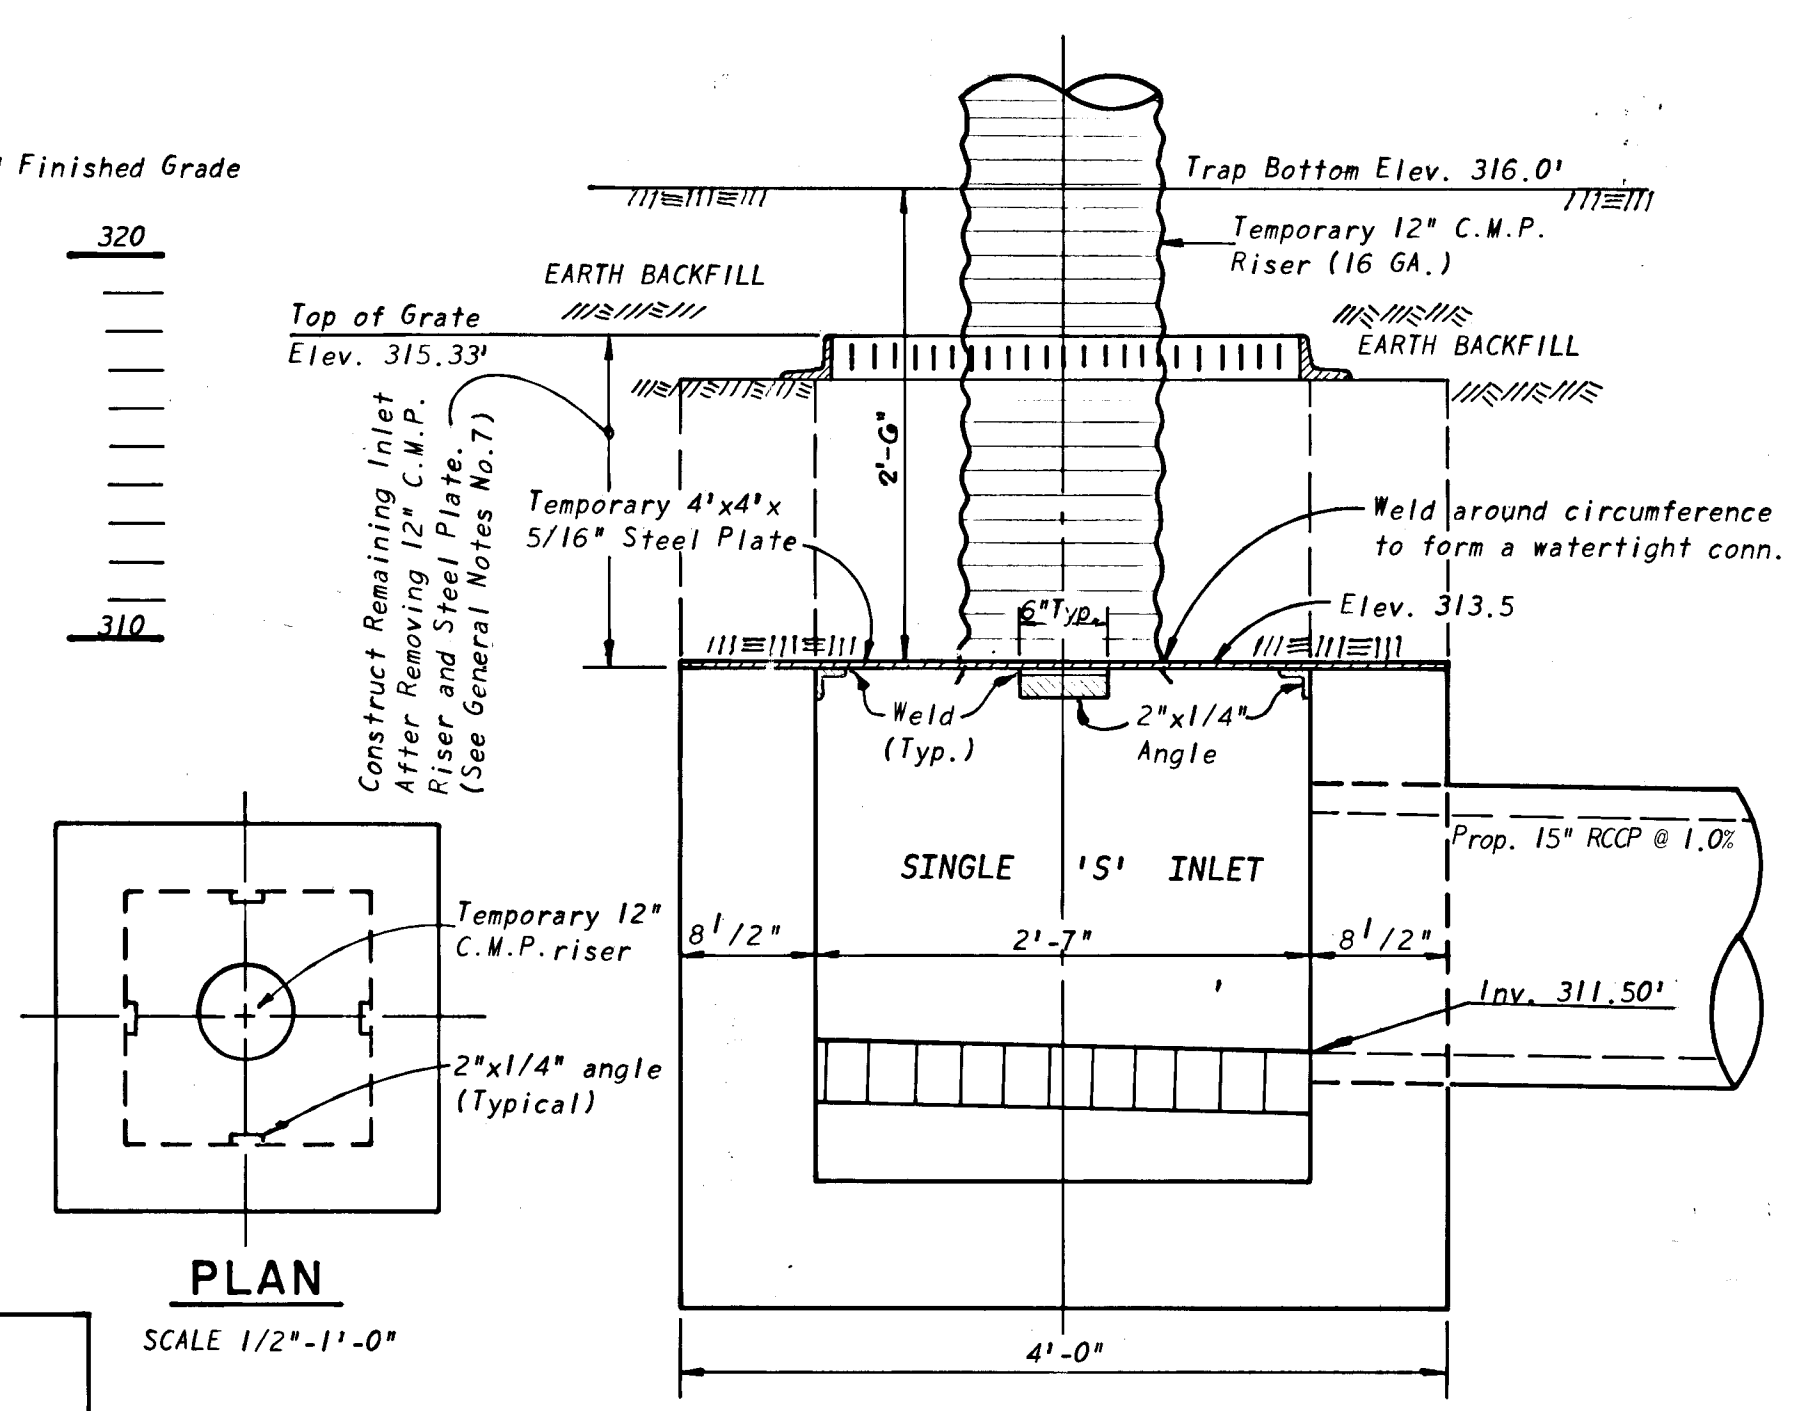 Finished Grade
320
310
Trap Bottom Elev. 316.0'
Temporary 12" C.M.P.
Riser (16 GA.)
EARTH BACKFILL
Top of Grate
Elev. 315.33'
EARTH BACKFILL
Construct Remaining Inlet
After Removing 12" C.M.P.
Riser and Steel Plate.
(See General Notes No.7)
2'-6"
Temporary 4'x4'x
5/16" Steel Plate
Weld around circumference
to form a watertight conn.
6"Typ.
Elev. 313.5
Weld
(Typ.)
2"x1/4"
Angle
Prop. 15" RCCP @ 1.0%
SINGLE 'S' INLET
8 1/2"
2'-7"
8 1/2"
Inv. 311.50'
4'-0"
Temporary 12"
C.M.P. riser
2"x1/4" angle
(Typical)
PLAN
SCALE 1/2"-1'-0"